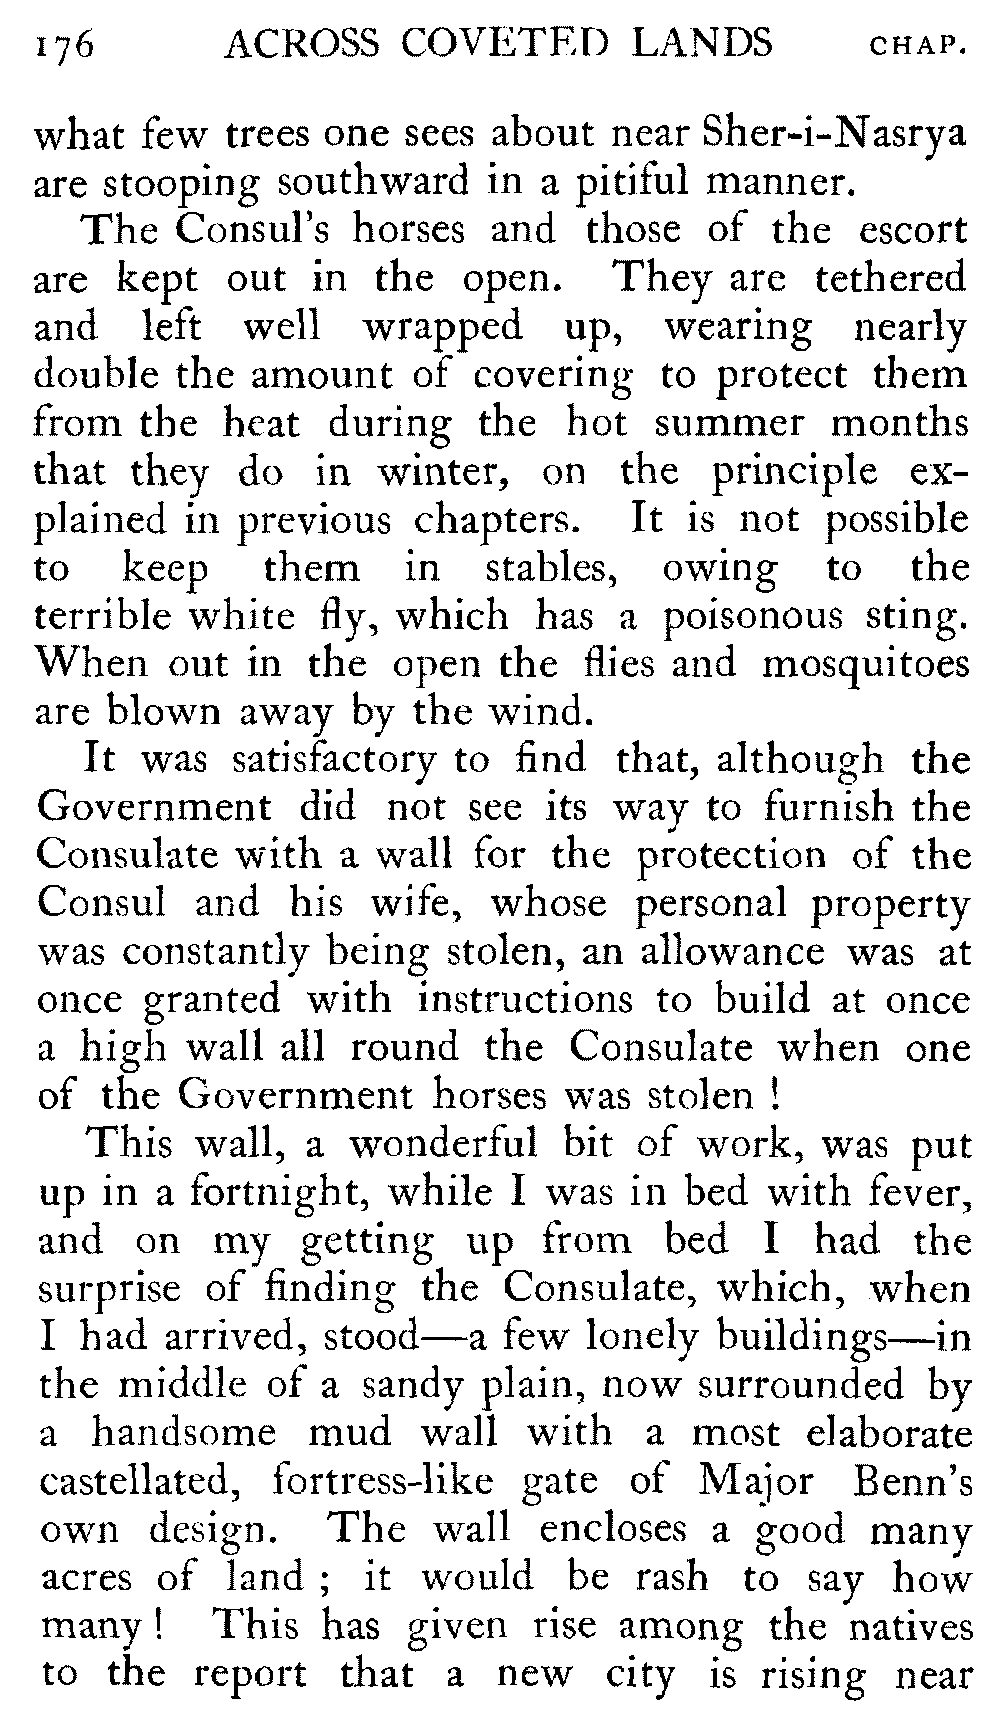 176 ACROSS COVETED LANDS CHAP.
what few trees one sees about near Sher-i-Nasrya
are stooping southward in a pitiful manner.
The Consul's horses and those of the escort
are kept out in the open. They are tethered
and left well wrapped up, wearing nearly
double the amount of covering to protect them
from the heat during the hot summer months
that they do in winter, on the principle ex-
plained in previous chapters. It is not possible
to keep them in stables, owing to the
terrible white fly, which has a poisonous sting.
When out in the open the flies and mosquitoes
are blown away by the wind.
It was satisfactory to find that, although the
Government did not see its way to furnish the
Consulate with a wall for the protection of the
Consul and his wife, whose personal property
was constantly being stolen, an allowance was at
once granted with instructions to build at once
a high wall all round the Consulate when one
of the Government horses was stolen !
This wall, a wonderful bit of work, was put
up in a fortnight, while I was in bed with fever,
and on my getting up from bed I had the
surprise of finding the Consulate, which, when
I had arrived, stood—a few lonely buildings—in
the middle of a sandy plain, now surrounded by
a handsome mud wall with a most elaborate
castellated, fortress-like gate of Major Benn's
own design. The wall encloses a good many
acres of land ; it would be rash to say how
many ! This has given rise among the natives
to the report that a new city is rising near